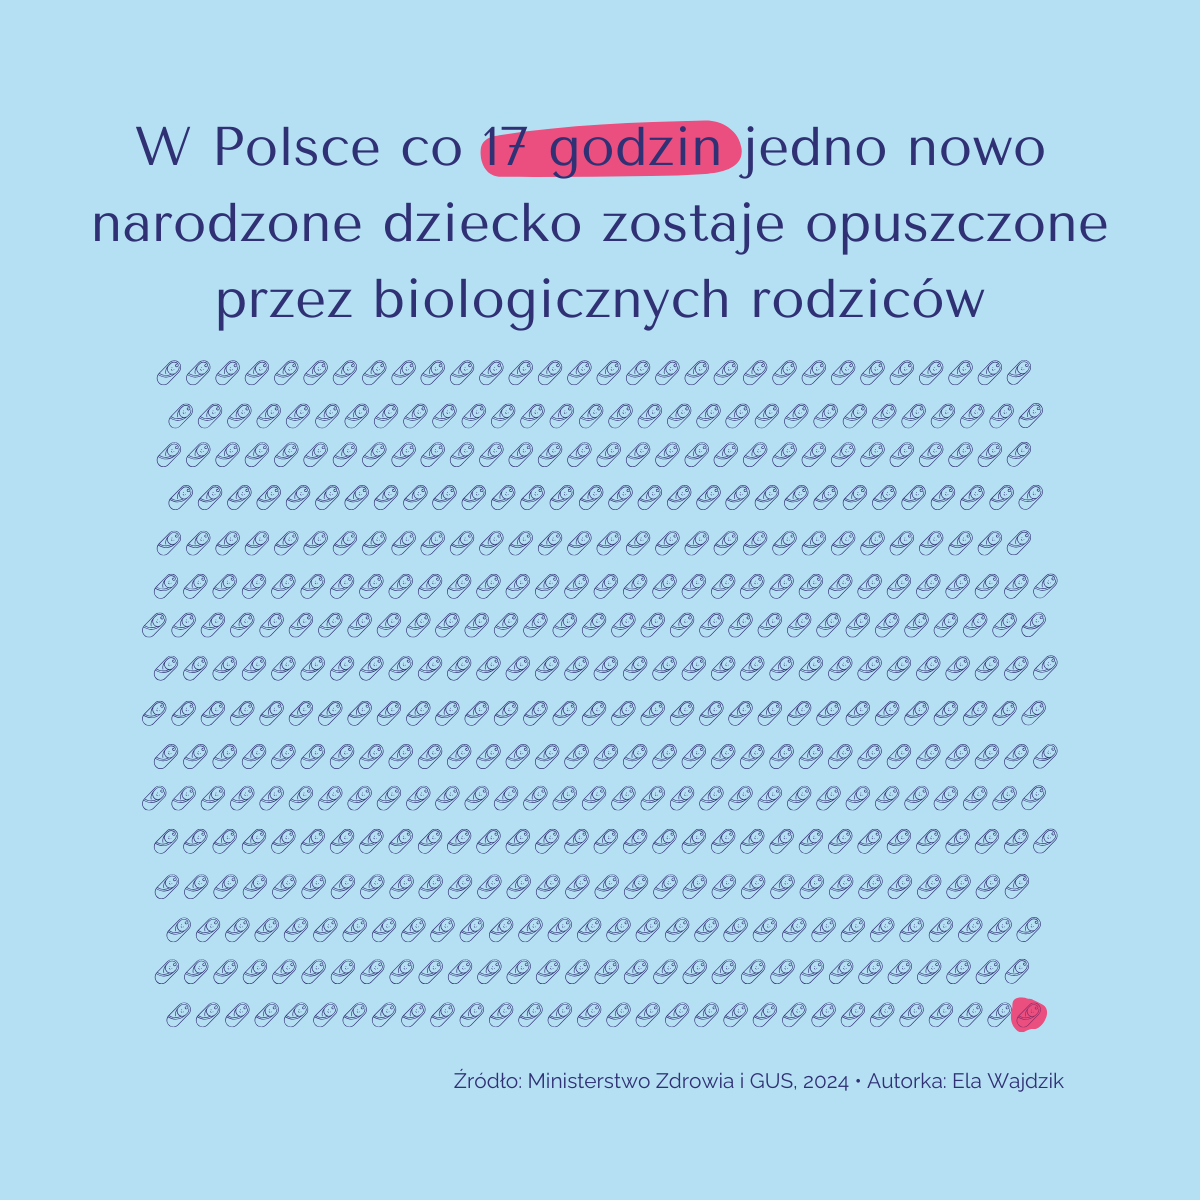 W Polsce co 17 godzin jedno nowo
narodzone dziecko zostaje opuszczone
przez biologicznych rodziców
Źródło: Ministerstwo Zdrowia i GUS, 2024 • Autorka: Ela Wajdzik